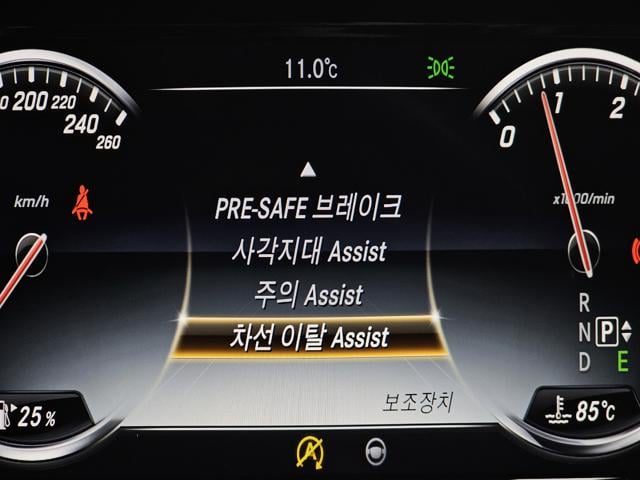 11.0°C
200
220
240
260
km/h
0
1
2
x1000/min
PRE-SAFE 브레이크
사각지대 Assist
주의 Assist
차선 이탈 Assist
보조장치
R
N P
D E
25 %
A
85°C